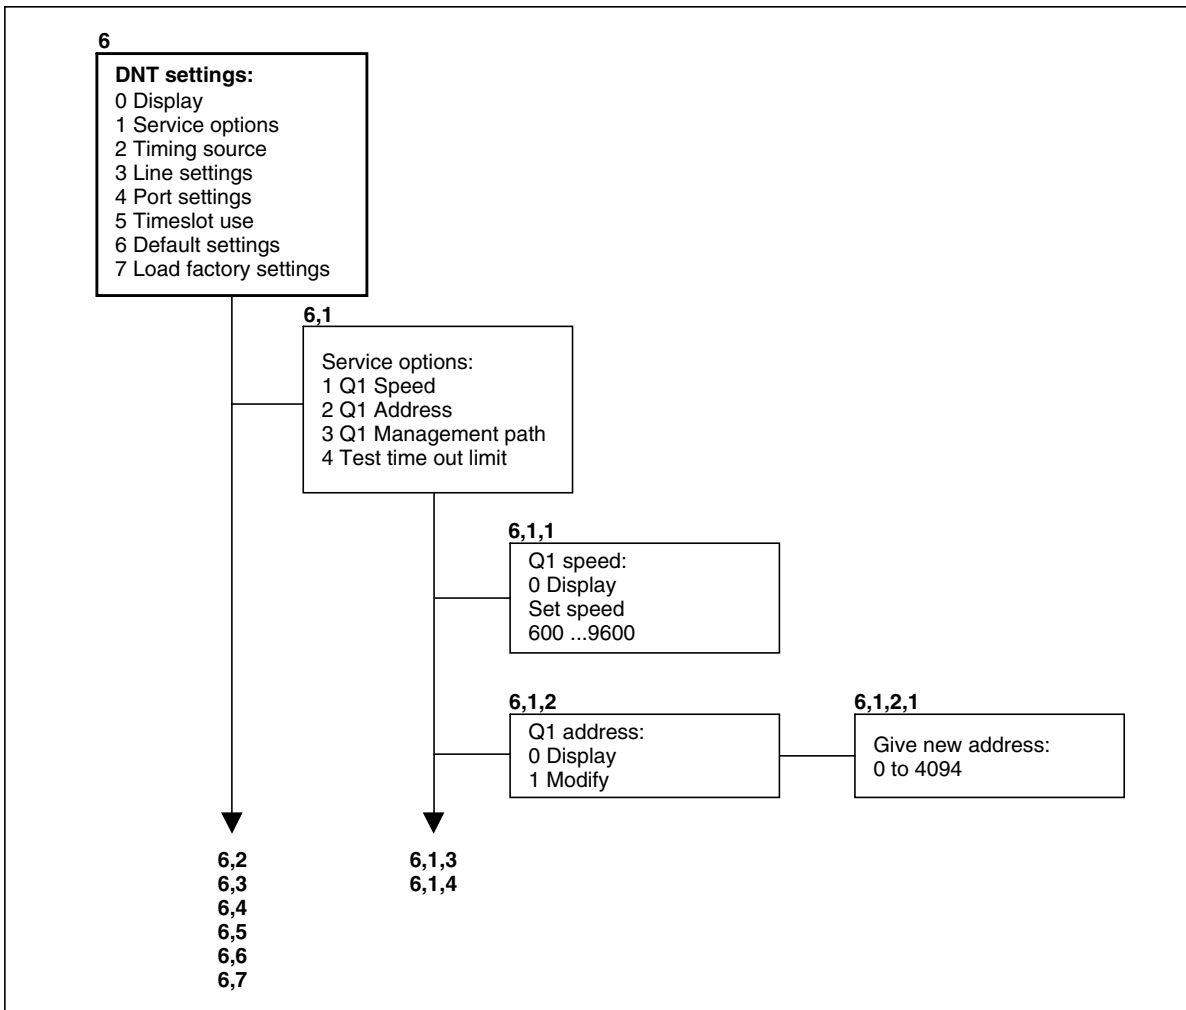 6
DNT settings:
0 Display
1 Service options
2 Timing source
3 Line settings
4 Port settings
5 Timeslot use
6 Default settings
7 Load factory settings
6,1
Service options:
1 Q1 Speed
2 Q1 Address
3 Q1 Management path
4 Test time out limit
6,1,1
Q1 speed:
0 Display
Set speed
600 ...9600
6,1,2
Q1 address:
0 Display
1 Modify
6,1,2,1
Give new address:
0 to 4094
6,2
6,3
6,4
6,5
6,6
6,7
6,1,3
6,1,4